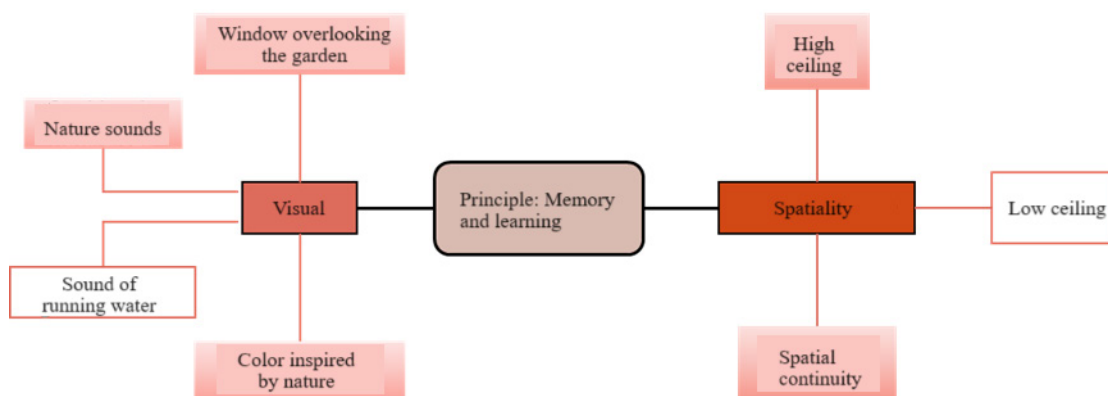 Window overlooking
the garden
High
ceiling
Nature sounds
Visual
Principle: Memory
and learning
Spatiality
Low ceiling
Sound of
running water
Color inspired
by nature
Spatial
continuity